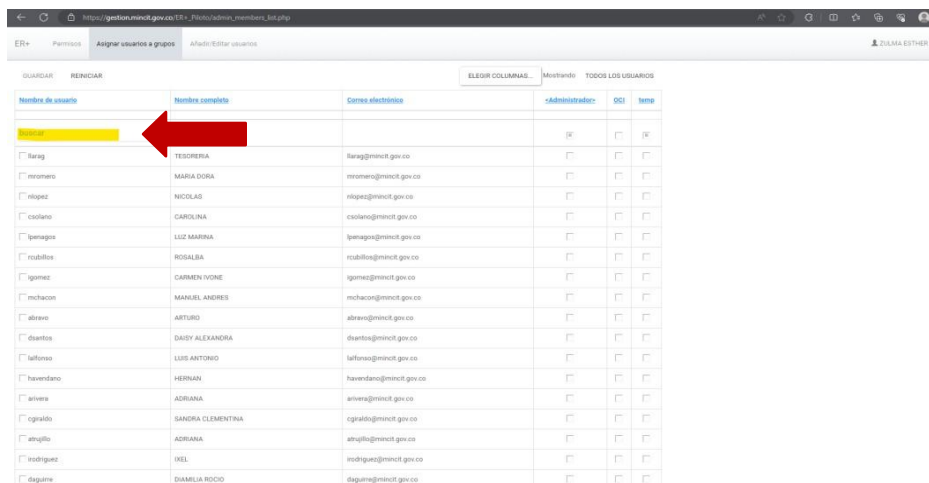 https://gestion.mincit.gov.co/ER+_Piloto/admin_members_list.php
ER+ Permisos Asignar usuarios a grupos Añadir/Editar usuarios ZULMA ESTHER
GUARDAR REINICIAR ELEGIR COLUMNAS... Mostrando TODOS LOS USUARIOS
Nombre de usuario Nombre completo Correo electrónico <Administrador> OCI temp
buscar
llarag TESORERIA llarag@mincit.gov.co
mromero MARIA DORA mromero@mincit.gov.co
nlopez NICOLAS nlopez@mincit.gov.co
csolano CAROLINA csolano@mincit.gov.co
lpenagos LUZ MARINA lpenagos@mincit.gov.co
rcubillos ROSALBA rcubillos@mincit.gov.co
igomez CARMEN IVONE igomez@mincit.gov.co
mchacon MANUEL ANDRES mchacon@mincit.gov.co
abravo ARTURO abravo@mincit.gov.co
dsantos DAISY ALEXANDRA dsantos@mincit.gov.co
lalfonso LUIS ANTONIO lalfonso@mincit.gov.co
havendano HERNAN havendano@mincit.gov.co
arivera ADRIANA arivera@mincit.gov.co
cgiraldo SANDRA CLEMENTINA cgiraldo@mincit.gov.co
atrujillo ADRIANA atrujillo@mincit.gov.co
irodriguez IXEL irodriguez@mincit.gov.co
daguirre DIAMILIA ROCIO daguirre@mincit.gov.co